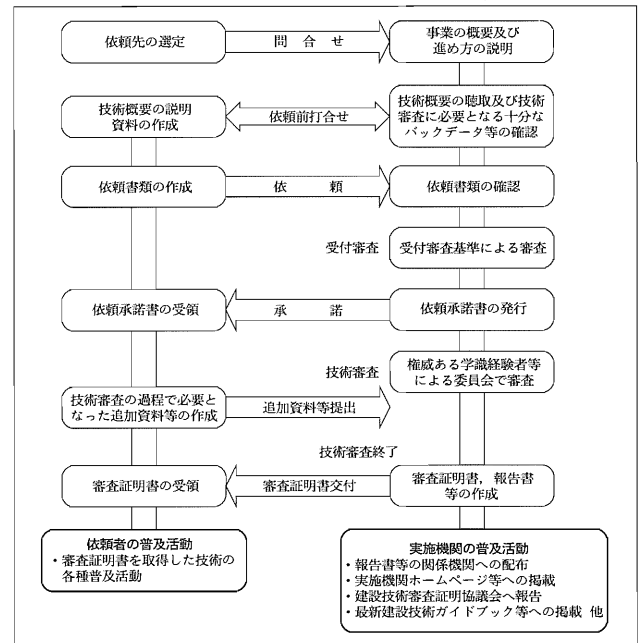 依頼先の選定
問合せ
事業の概要及び
進め方の説明
技術概要の説明
資料の作成
依頼前打合せ
技術概要の聴取及び技術
審査に必要となる十分な
バックデータ等の確認
依頼書類の作成
依頼
依頼書類の確認
受付審査
受付審査基準による審査
依頼承諾書の受領
承諾
依頼承諾書の発行
技術審査
権威ある学識経験者等
による委員会で審査
技術審査の過程で必要と
なった追加資料等の作成
追加資料等提出
技術審査終了
審査証明書の受領
審査証明書交付
審査証明書，報告書
等の作成
依頼者の普及活動
・審査証明書を取得した技術の
各種普及活動
実施機関の普及活動
・報告書等の関係機関への配布
・実施機関ホームページ等への掲載
・建設技術審査証明協議会へ報告
・最新建設技術ガイドブック等への掲載 他